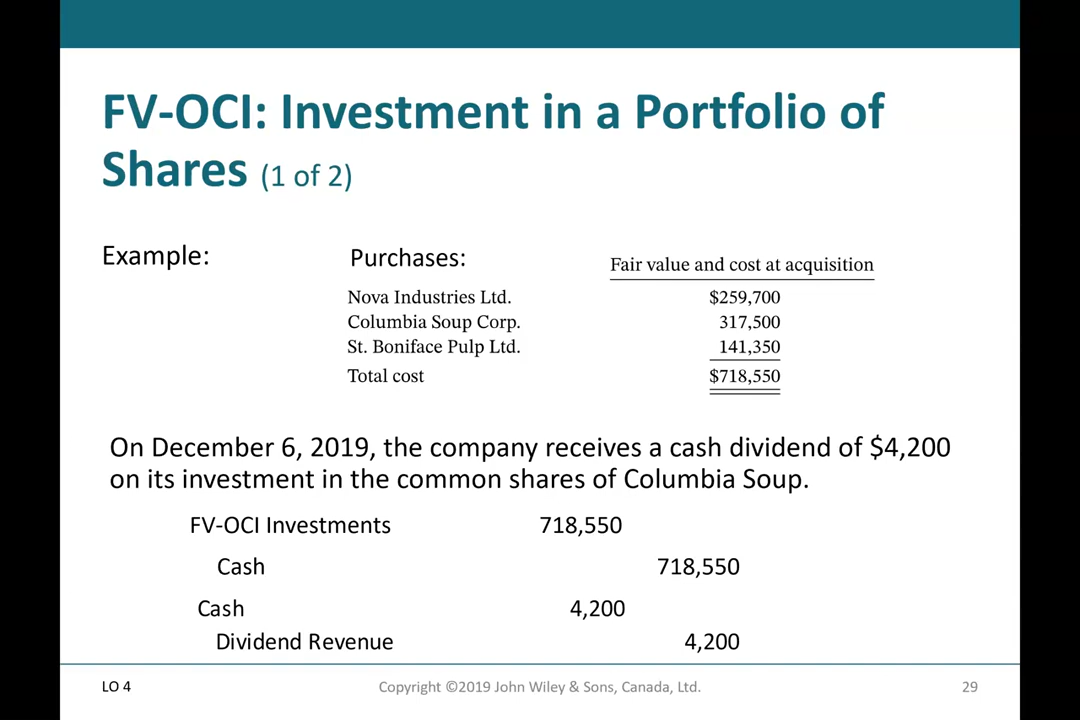 FV-OCI: Investment in a Portfolio of
Shares (1 of 2)
Example:
Purchases:
Fair value and cost at acquisition
Nova Industries Ltd. $259,700
Columbia Soup Corp. 317,500
St. Boniface Pulp Ltd. 141,350
Total cost $718,550
On December 6, 2019, the company receives a cash dividend of $4,200
on its investment in the common shares of Columbia Soup.
FV-OCI Investments 718,550
Cash 718,550
Cash 4,200
Dividend Revenue 4,200
LO 4 Copyright ©2019 John Wiley & Sons, Canada, Ltd. 29